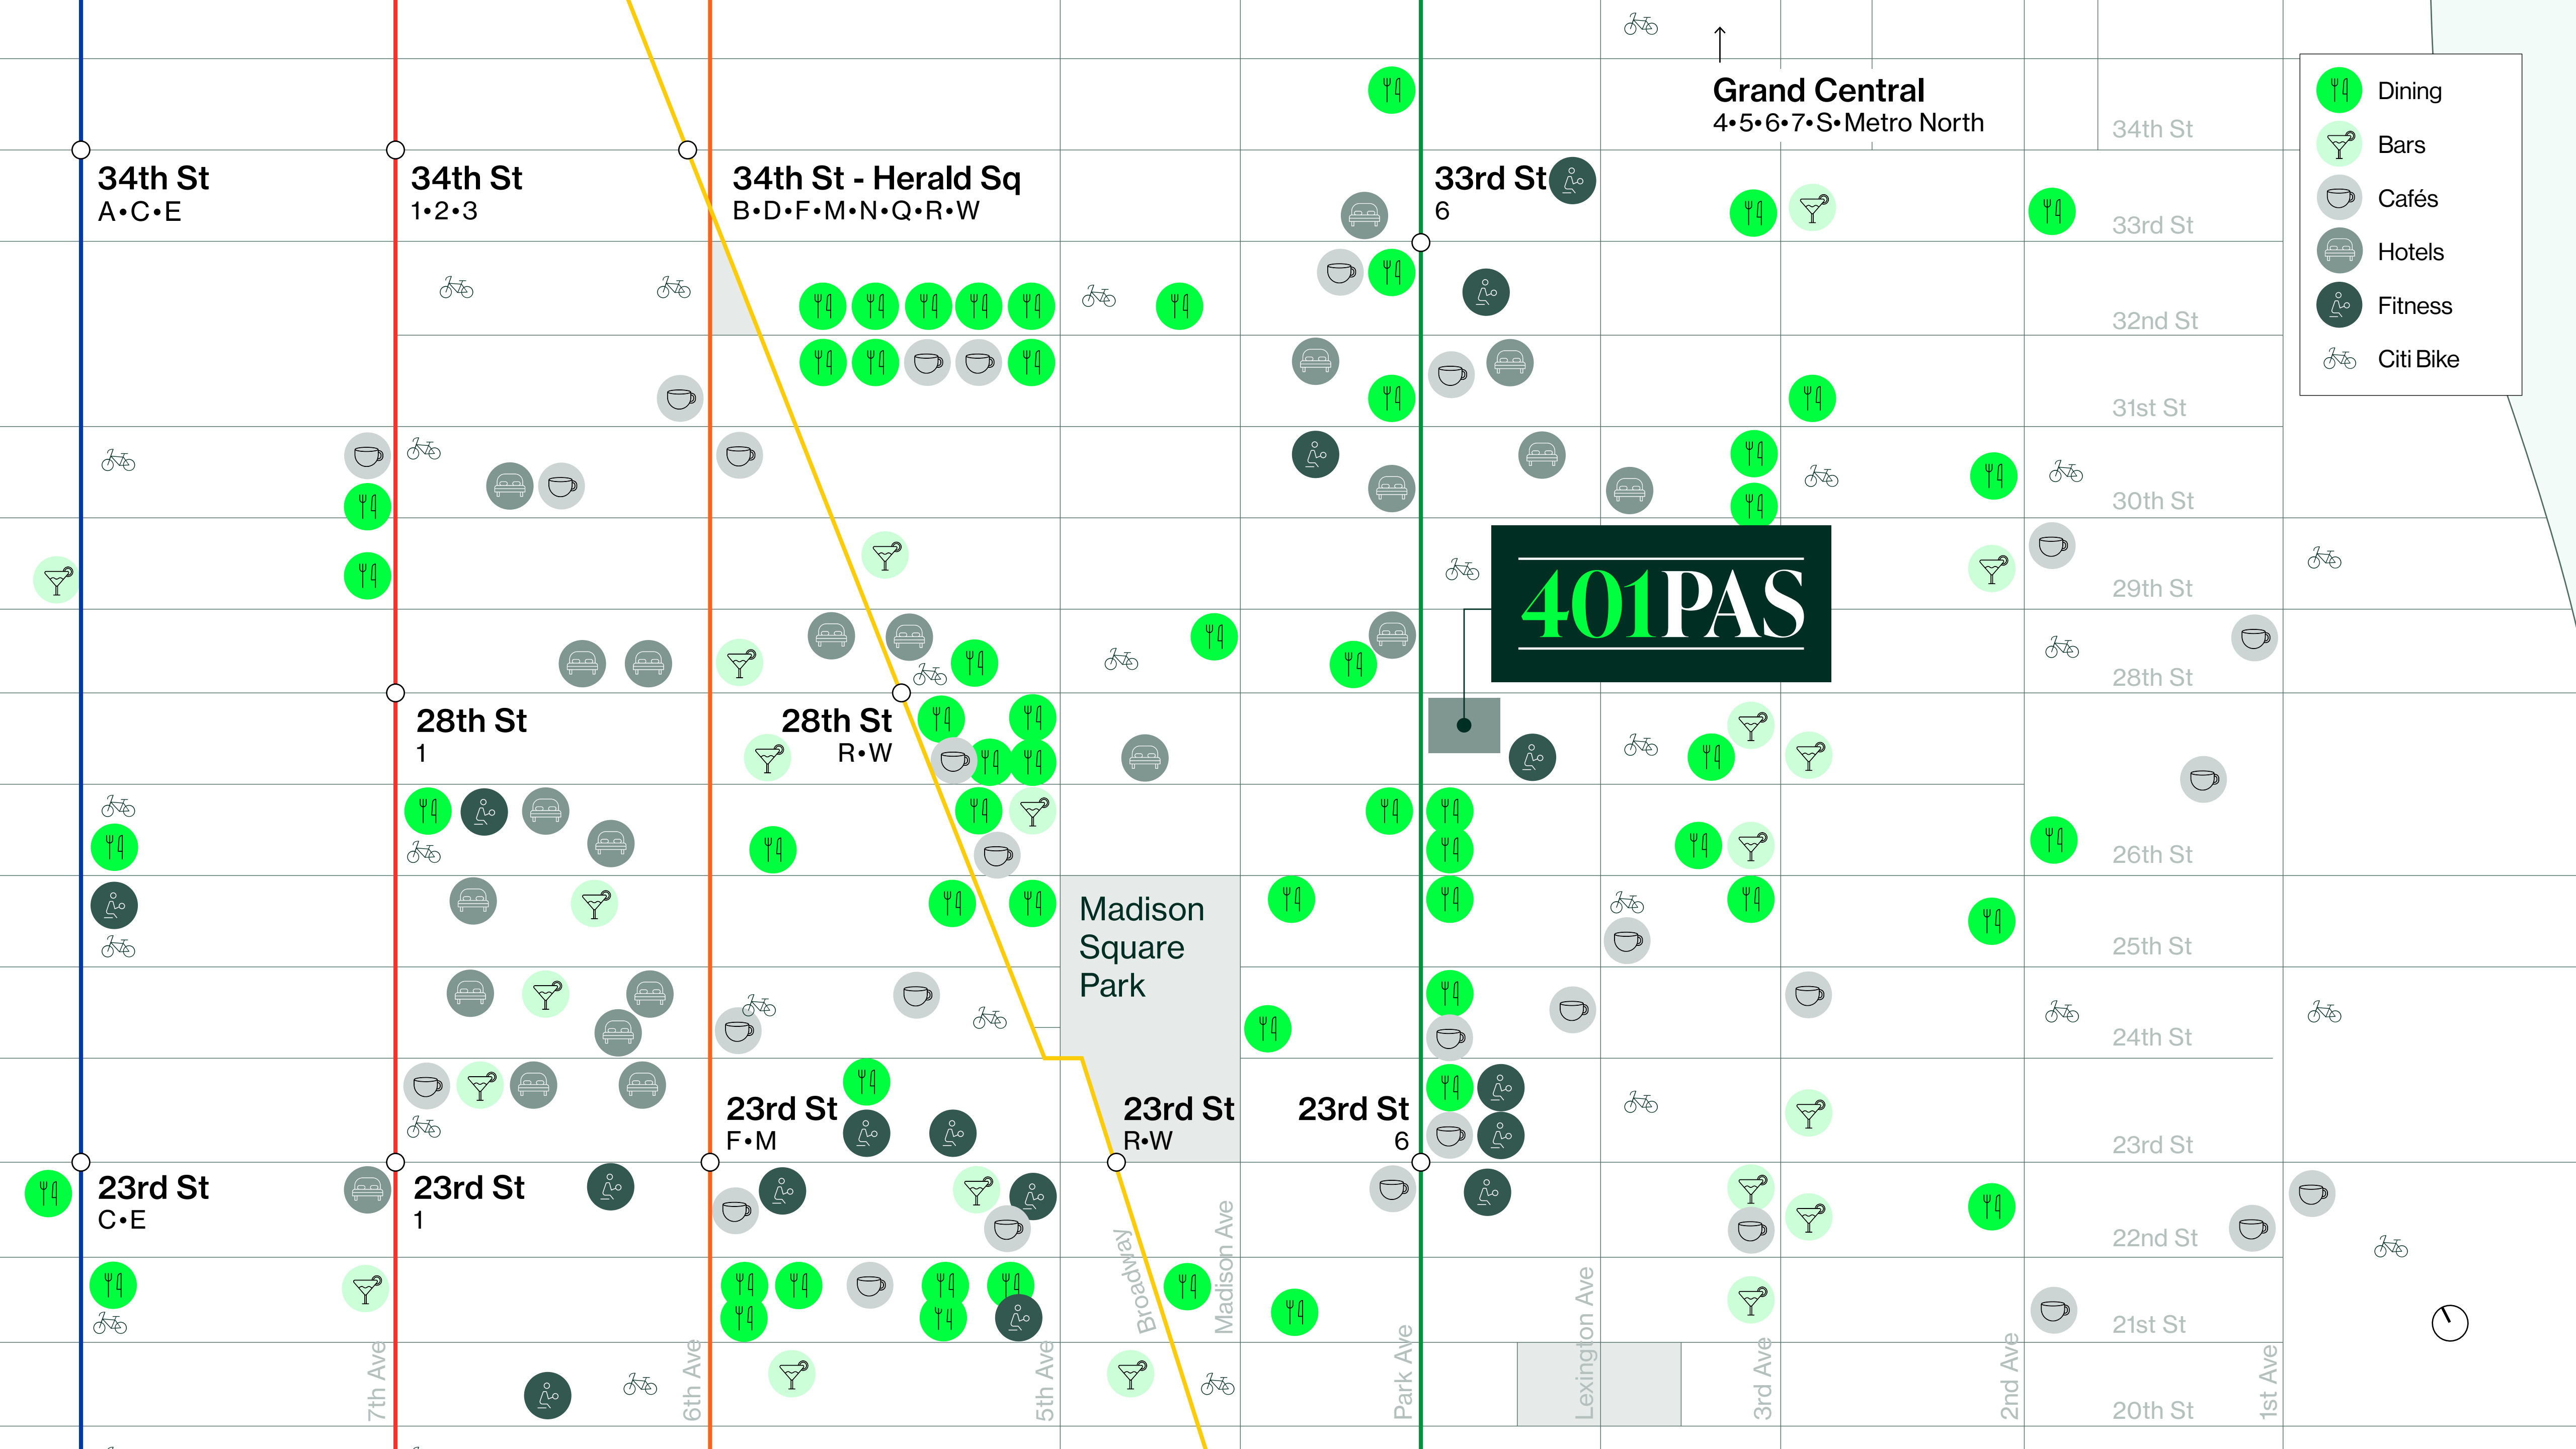 Grand Central
4•5•6•7•S•Metro North
Dining
Bars
Cafés
Hotels
Fitness
Citi Bike
34th St
34th St
A•C•E
34th St
1•2•3
34th St - Herald Sq
B•D•F•M•N•Q•R•W
33rd St
6
33rd St
32nd St
31st St
30th St
29th St
401PAS
28th St
28th St
1
28th St
R•W
26th St
Madison
Square
Park
25th St
24th St
23rd St
F•M
23rd St
R•W
23rd St
6
23rd St
23rd St
C•E
23rd St
1
22nd St
21st St
20th St
7th Ave
6th Ave
5th Ave
Broadway
Madison Ave
Park Ave
Lexington Ave
3rd Ave
2nd Ave
1st Ave